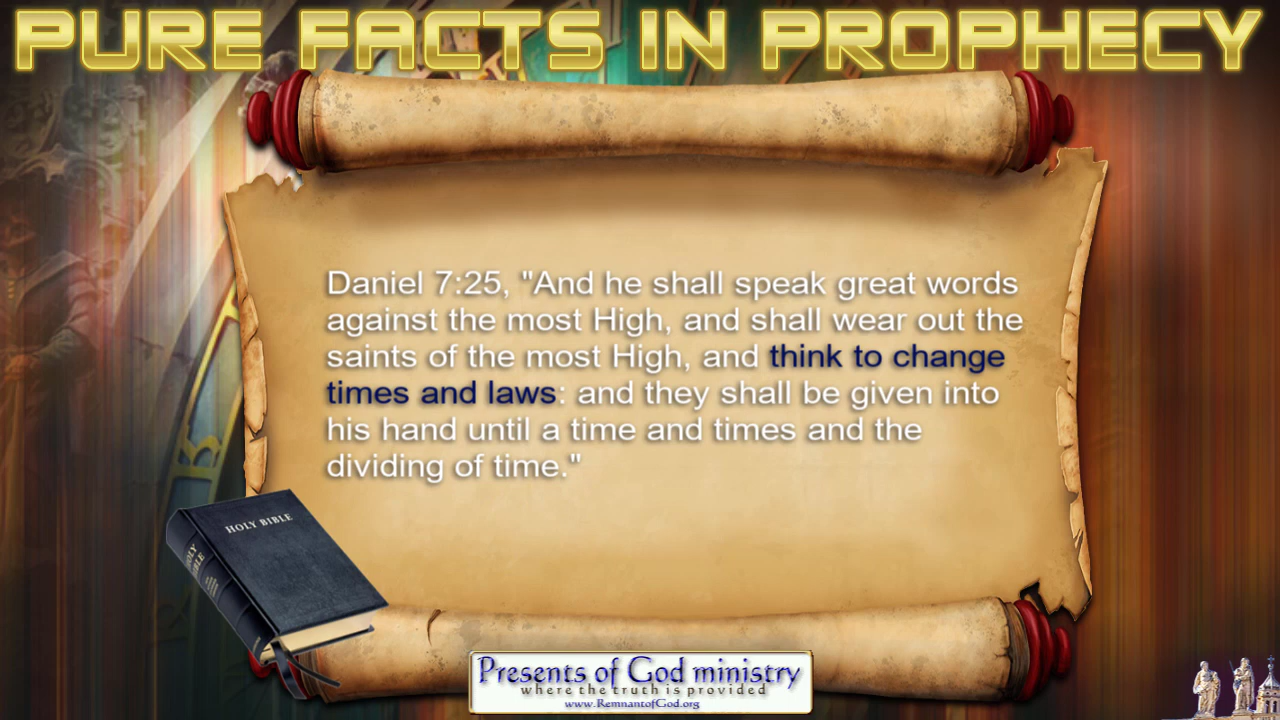 PURE FACTS IN PROPHECY
Daniel 7:25, "And he shall speak great words
against the most High, and shall wear out the
saints of the most High, and think to change
times and laws: and they shall be given into
his hand until a time and times and the
dividing of time."
HOLY BIBLE
HOLY
BIBLE
Presents of God ministry
where the truth is provided
www.RemnantofGod.org